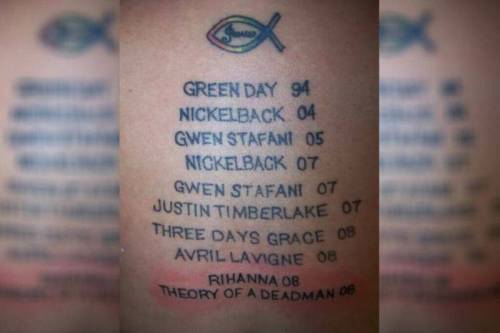 GREEN DAY 94
NICKELBACK 04
GWEN STAFANI 05
NICKELBACK 07
GWEN STAFANI 07
JUSTIN TIMBERLAKE 07
THREE DAYS GRACE 08
AVRIL LAVIGNE 08
RIHANNA 08
THEORY OF A DEADMAN 08